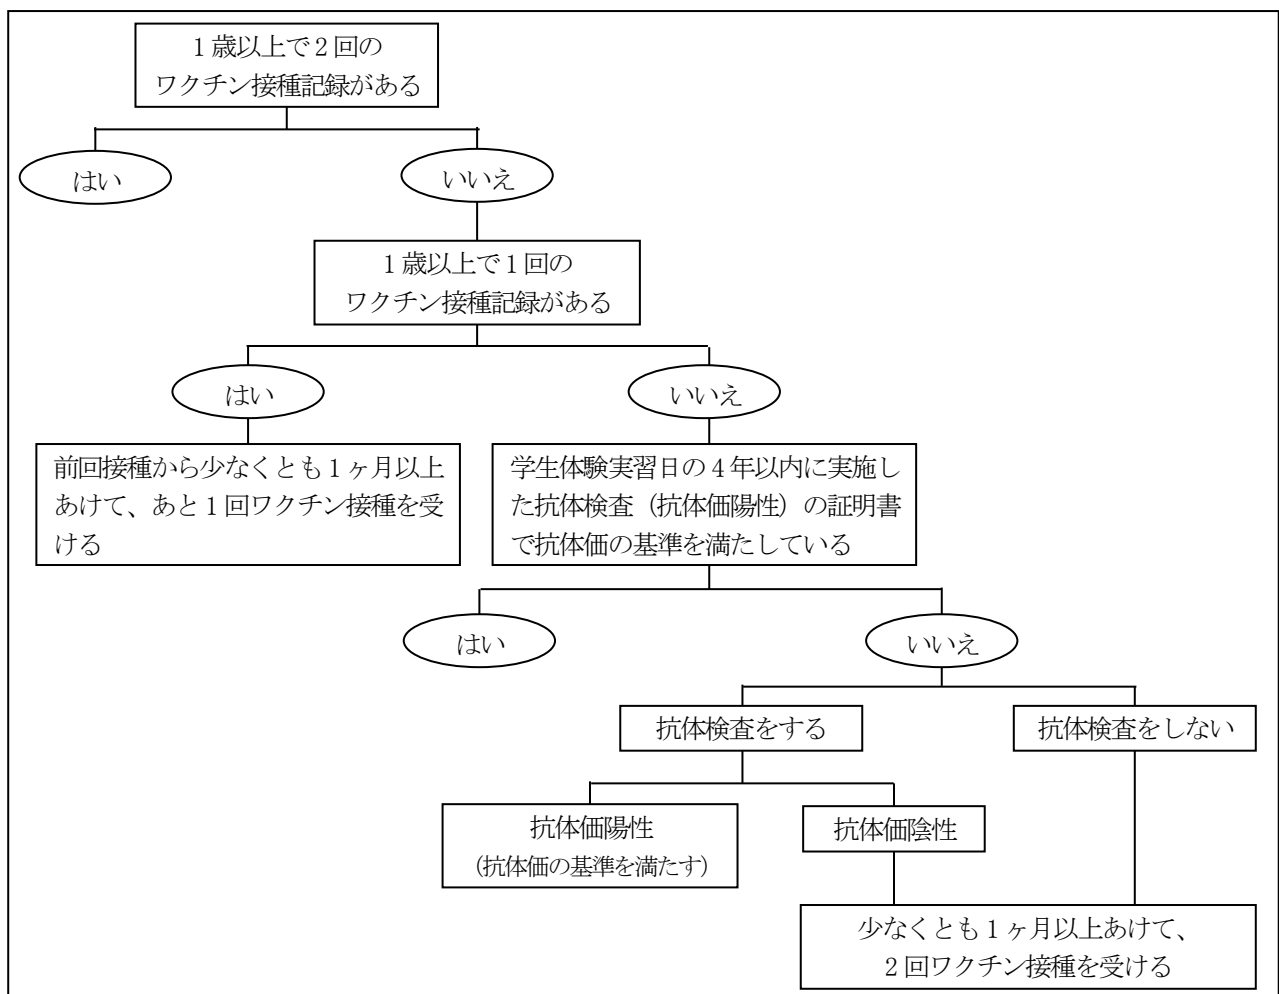 1歳以上で2回の
ワクチン接種記録がある
はい
いいえ
1歳以上で1回の
ワクチン接種記録がある
はい
いいえ
前回接種から少なくとも1ヶ月以上
あけて、あと1回ワクチン接種を受
ける
学生体験実習日の4年以内に実施し
た抗体検査（抗体価陽性）の証明書
で抗体価の基準を満たしている
はい
いいえ
抗体検査をする
抗体検査をしない
抗体価陽性
（抗体価の基準を満たす）
抗体価陰性
少なくとも1ヶ月以上あけて、
2回ワクチン接種を受ける